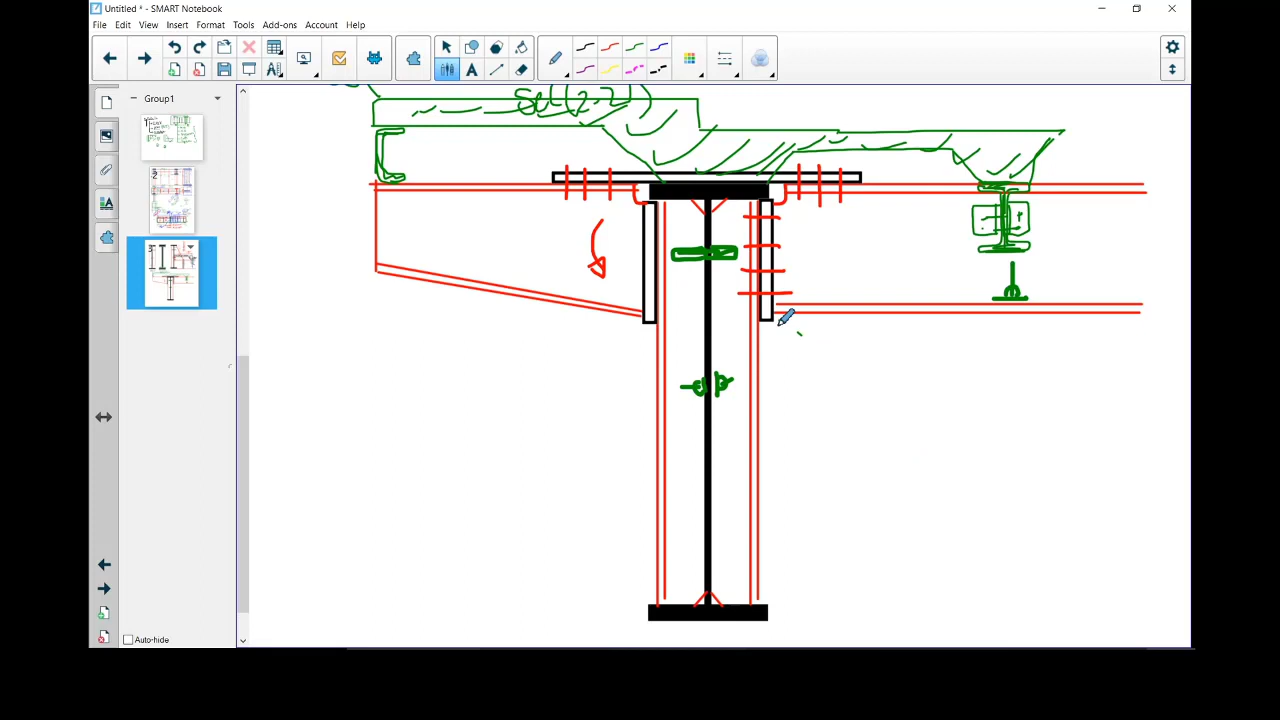 Untitled * - SMART Notebook
File Edit View Insert Format Tools Add-ons Account Help
Group1
Auto-hide